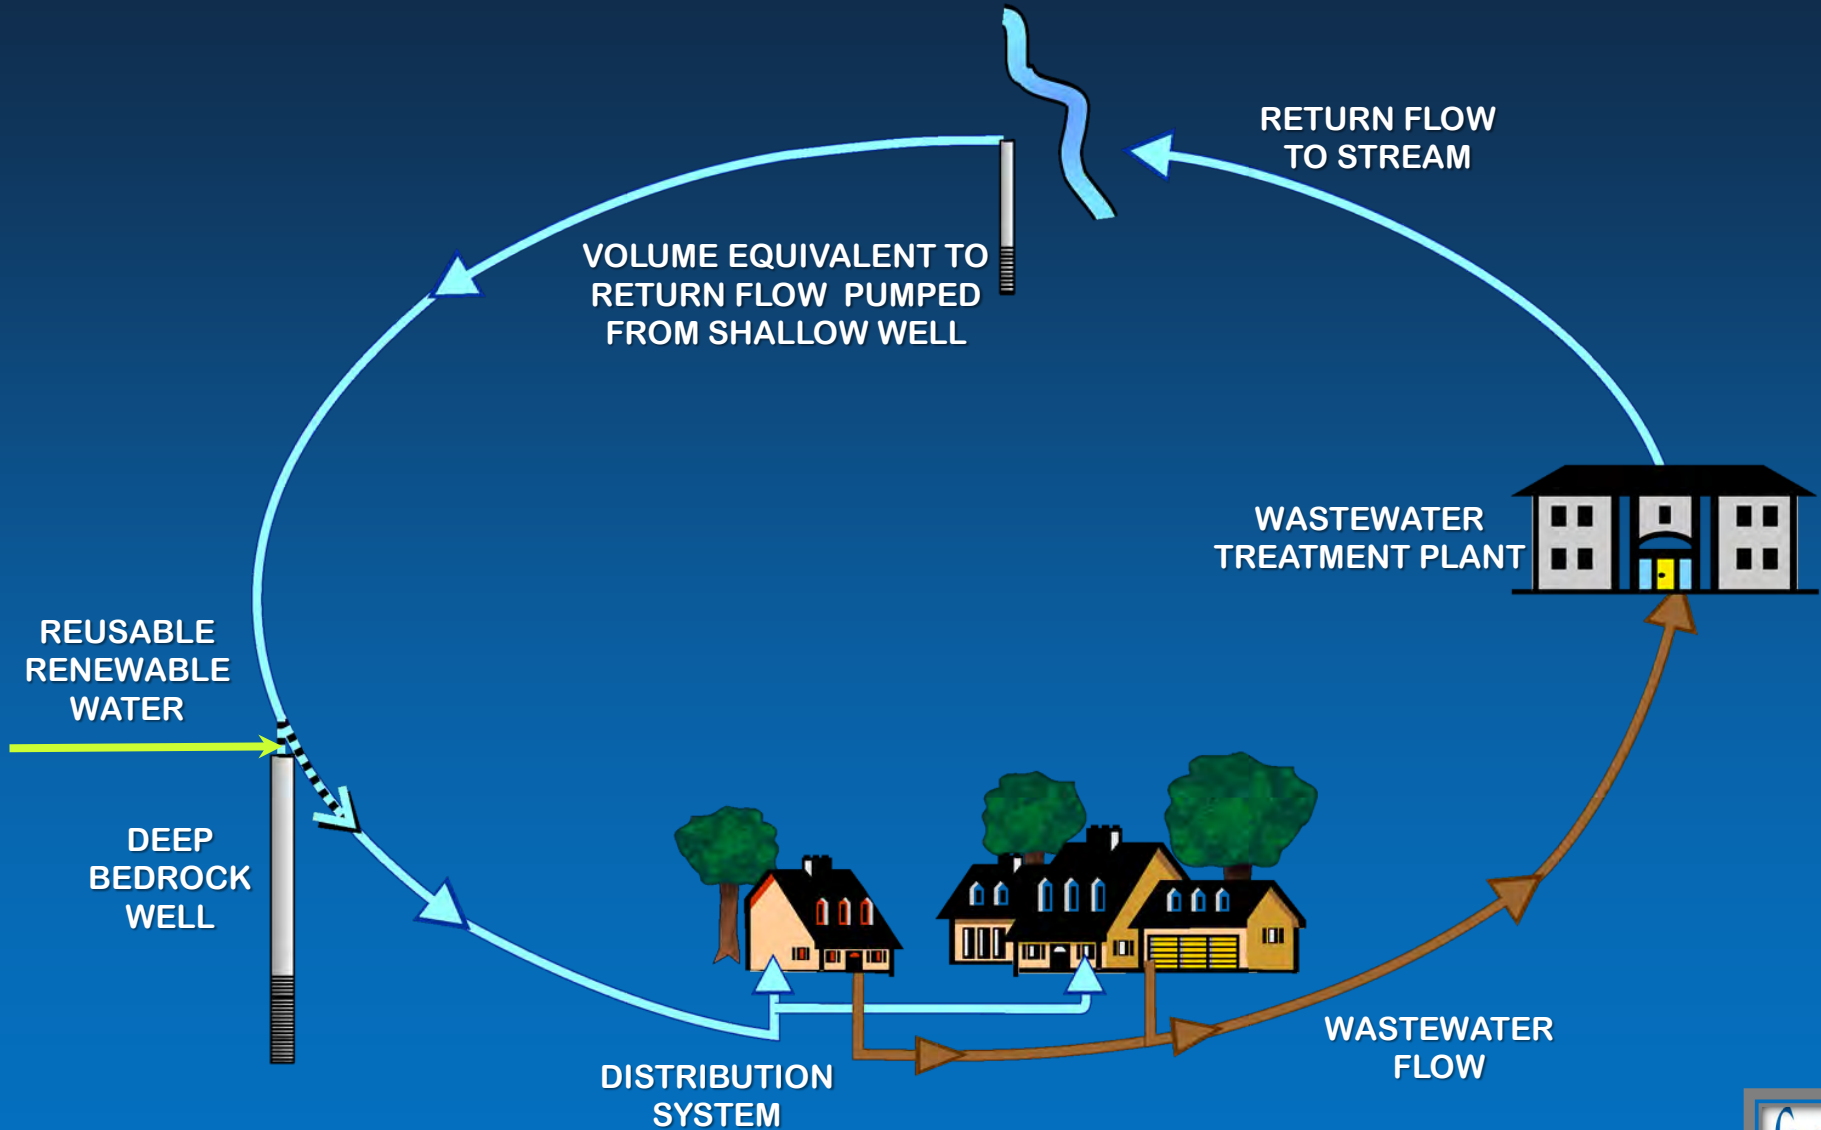 RETURN FLOW
TO STREAM
VOLUME EQUIVALENT TO
RETURN FLOW PUMPED
FROM SHALLOW WELL
WASTEWATER
TREATMENT PLANT
REUSABLE
RENEWABLE
WATER
DEEP
BEDROCK
WELL
WASTEWATER
FLOW
DISTRIBUTION
SYSTEM